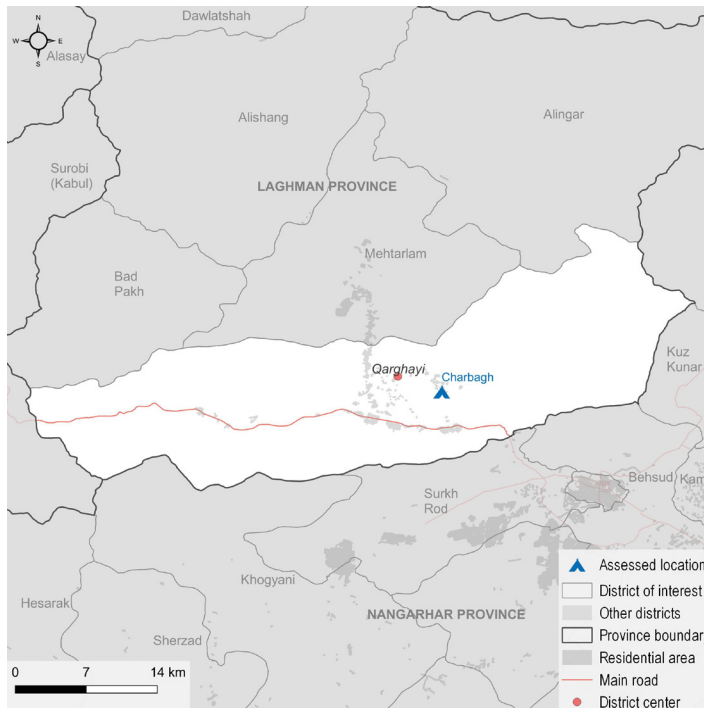 Dawlatshah
N
W E
S
Alasay
Alishang
Alingar
Surobi
(Kabul)
LAGHMAN PROVINCE
Mehtarlam
Bad
Pakh
Kuz
Kunar
Qarghayi
Charbagh
Surkh
Rod
Behsud
Kam
Khogyani
Hesarak
NANGARHAR PROVINCE
Sherzad
Assessed location
District of interest
Other districts
Province boundar
Residential area
Main road
District center
0 7 14 km